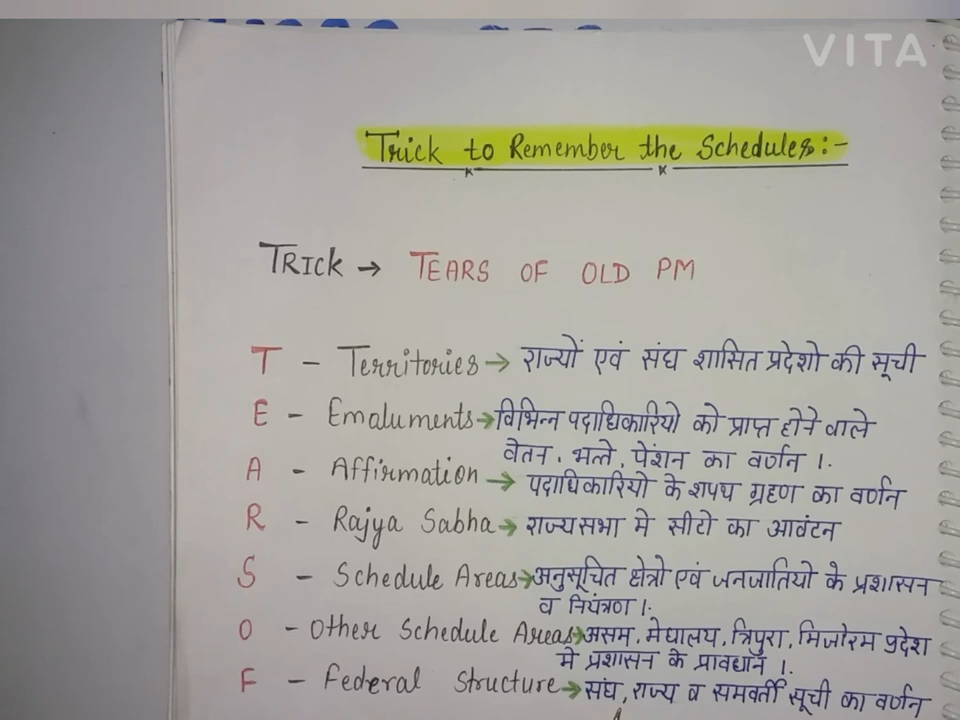 VITA
Trick to Remember the Schedules:-
TRICK → TEARS OF OLD PM
T - Territories → राज्यों एवं संघ शासित प्रदेशो की सूची
E - Emaluments → विभिन्न पदाधिकारियो को प्राप्त होने वाले
वेतन, भत्ते, पेंशन का वर्णन ।.
A - Affirmation → पदाधिकारियो के शपथ ग्रहण का वर्णन
R - Rajya Sabha → राज्यसभा मे सीटो का आवंटन
S - Schedule Areas → अनुसूचित क्षेत्रो एवं जनजातियो के प्रशासन
व नियंत्रण ।.
O - Other Schedule Areas → असम, मेघालय, त्रिपुरा, मिजोरम प्रदेश
मे प्रशासन के प्रावधान ।.
F - Federal Structure → संघ, राज्य व समवर्ती सूची का वर्णन